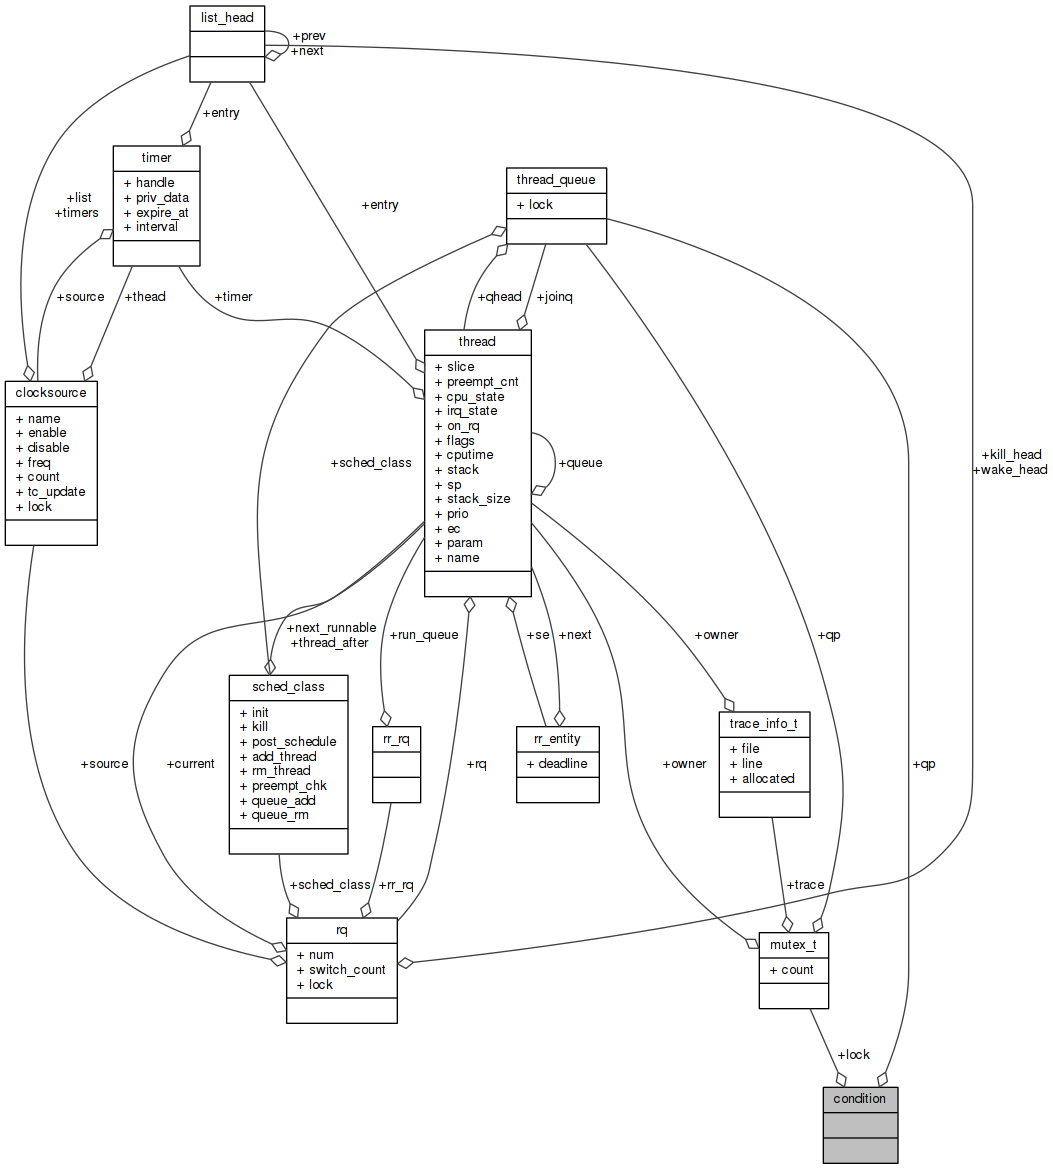 list_head
+prev
+next
+entry
timer
+ handle
+ priv_data
+ expire_at
+ interval
thread_queue
+ lock
+list
+timers
+entry
+source
+thead
+timer
+qhead
+joinq
thread
+ slice
+ preempt_cnt
+ cpu_state
+ irq_state
+ on_rq
+ flags
+ cputime
+ stack
+ sp
+ stack_size
+ prio
+ ec
+ param
+ name
clocksource
+ name
+ enable
+ disable
+ freq
+ count
+ tc_update
+ lock
+sched_class
+queue
+kill_head
+wake_head
+next_runnable
+thread_after
+run_queue
+se
+next
+owner
+qp
sched_class
+ init
+ kill
+ post_schedule
+ add_thread
+ rm_thread
+ preempt_chk
+ queue_add
+ queue_rm
rr_rq
rr_entity
+ deadline
trace_info_t
+ file
+ line
+ allocated
+source
+current
+rq
+owner
+qp
+sched_class
+rr_rq
+trace
rq
+ num
+ switch_count
+ lock
mutex_t
+ count
+lock
condition